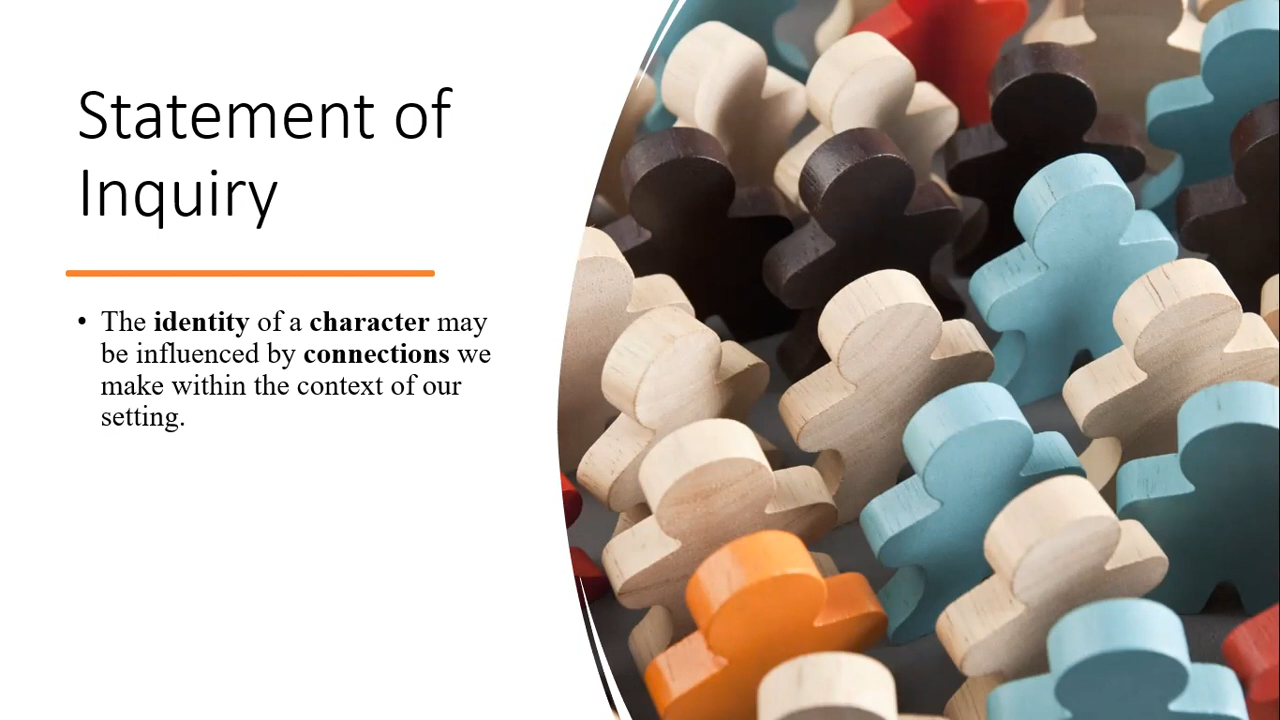 Statement of
Inquiry
• The identity of a character may
be influenced by connections we
make within the context of our
setting.